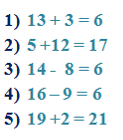 1) 13 + 3 = 6
2) 5 +12 = 17
3) 14 - 8 = 6
4) 16 – 9 = 6
5) 19 +2 = 21